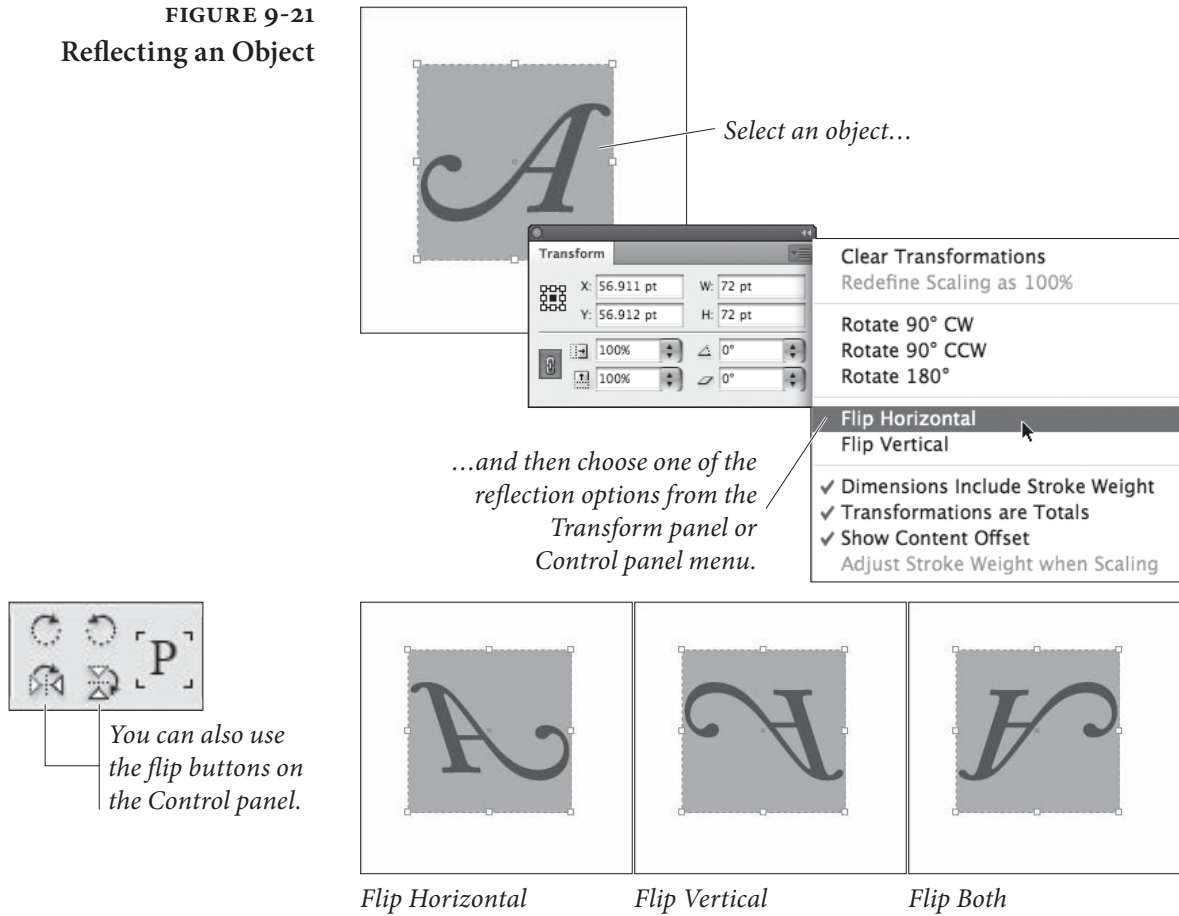 FIGURE 9-21
Reflecting an Object
A
Select an object…
Transform
X: 56.911 pt W: 72 pt
Y: 56.912 pt H: 72 pt
100% 0°
100% 0°
Clear Transformations
Redefine Scaling as 100%
Rotate 90° CW
Rotate 90° CCW
Rotate 180°
Flip Horizontal
Flip Vertical
✓ Dimensions Include Stroke Weight
✓ Transformations are Totals
✓ Show Content Offset
Adjust Stroke Weight when Scaling
…and then choose one of the
reflection options from the
Transform panel or
Control panel menu.
P
You can also use
the flip buttons on
the Control panel.
A
A
A
Flip Horizontal
Flip Vertical
Flip Both